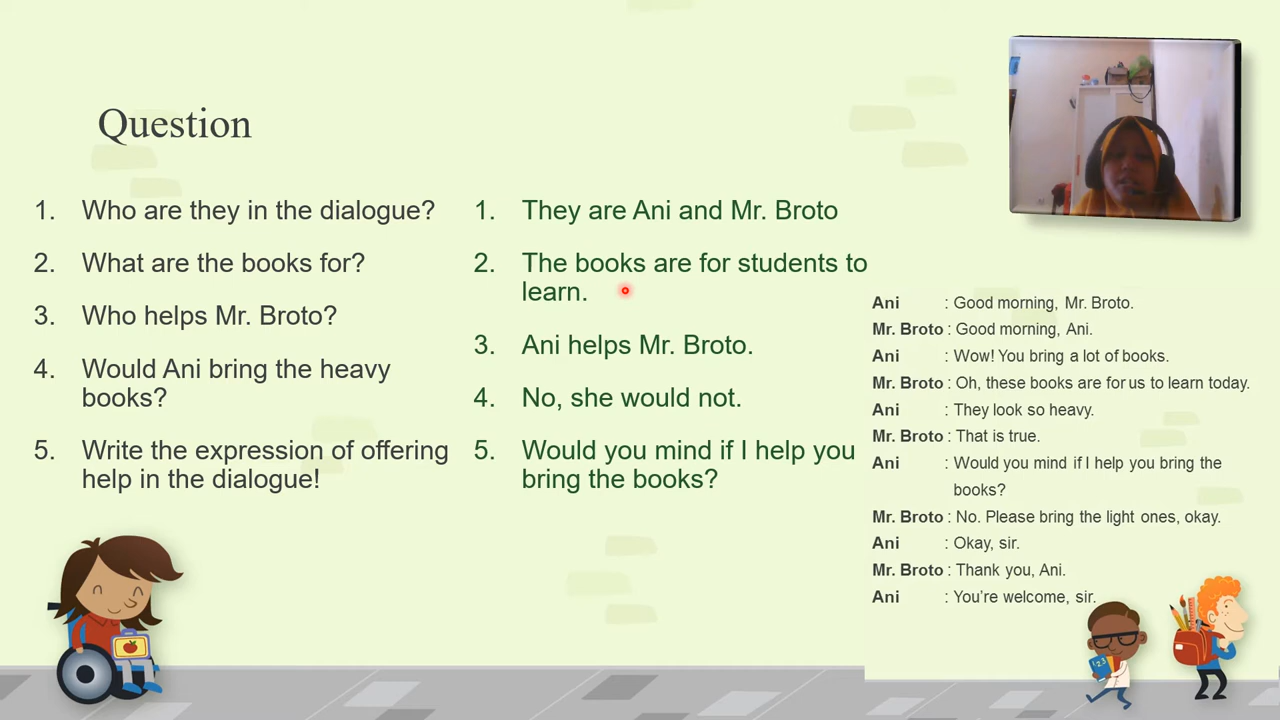 Question
1. Who are they in the dialogue?
2. What are the books for?
3. Who helps Mr. Broto?
4. Would Ani bring the heavy
books?
5. Write the expression of offering
help in the dialogue!
1. They are Ani and Mr. Broto
2. The books are for students to
learn.
3. Ani helps Mr. Broto.
4. No, she would not.
5. Would you mind if I help you
bring the books?
Ani : Good morning, Mr. Broto.
Mr. Broto : Good morning, Ani.
Ani : Wow! You bring a lot of books.
Mr. Broto : Oh, these books are for us to learn today.
Ani : They look so heavy.
Mr. Broto : That is true.
Ani : Would you mind if I help you bring the
books?
Mr. Broto : No. Please bring the light ones, okay.
Ani : Okay, sir.
Mr. Broto : Thank you, Ani.
Ani : You're welcome, sir.
1 2 3